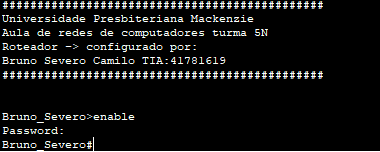 ##############################################
Universidade Presbiteriana Mackenzie
Aula de redes de computadores turma 5N
Roteador -> configurado por:
Bruno Severo Camilo TIA:41781619
##############################################
Bruno_Severo>enable
Password:
Bruno_Severo#